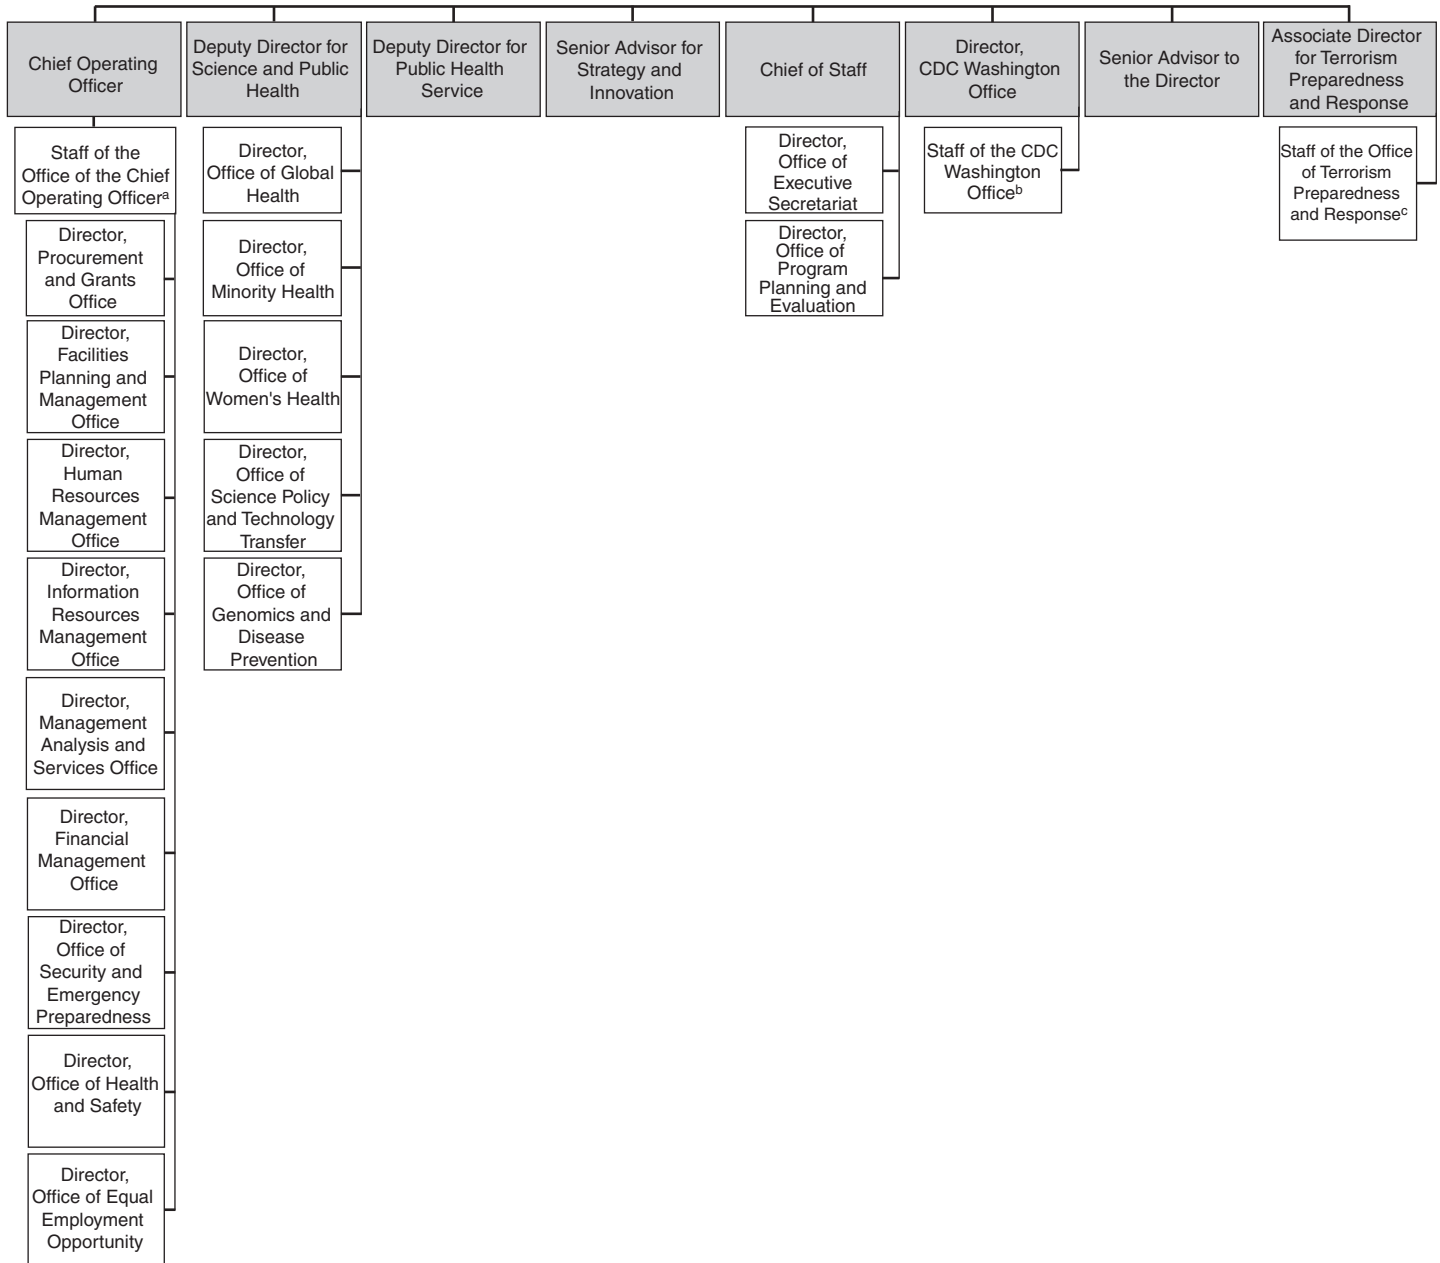 Chief Operating
Officer
Deputy Director for
Science and Public
Health
Deputy Director for
Public Health
Service
Senior Advisor for
Strategy and
Innovation
Chief of Staff
Director,
CDC Washington
Office
Senior Advisor to
the Director
Associate Director
for Terrorism
Preparedness
and Response
Staff of the
Office of the Chief
Operating Officerᵃ
Director,
Procurement
and Grants
Office
Director,
Facilities
Planning and
Management
Office
Director,
Human
Resources
Management
Office
Director,
Information
Resources
Management
Office
Director,
Management
Analysis and
Services Office
Director,
Financial
Management
Office
Director,
Office of
Security and
Emergency
Preparedness
Director,
Office of Health
and Safety
Director,
Office of Equal
Employment
Opportunity
Director,
Office of Global
Health
Director,
Office of
Minority Health
Director,
Office of
Women's Health
Director,
Office of
Science Policy
and Technology
Transfer
Director,
Office of
Genomics and
Disease
Prevention
Director,
Office of
Executive
Secretariat
Director,
Office of
Program
Planning and
Evaluation
Staff of the CDC
Washington
Officeᵇ
Staff of the Office
of Terrorism
Preparedness
and Responseᶜ